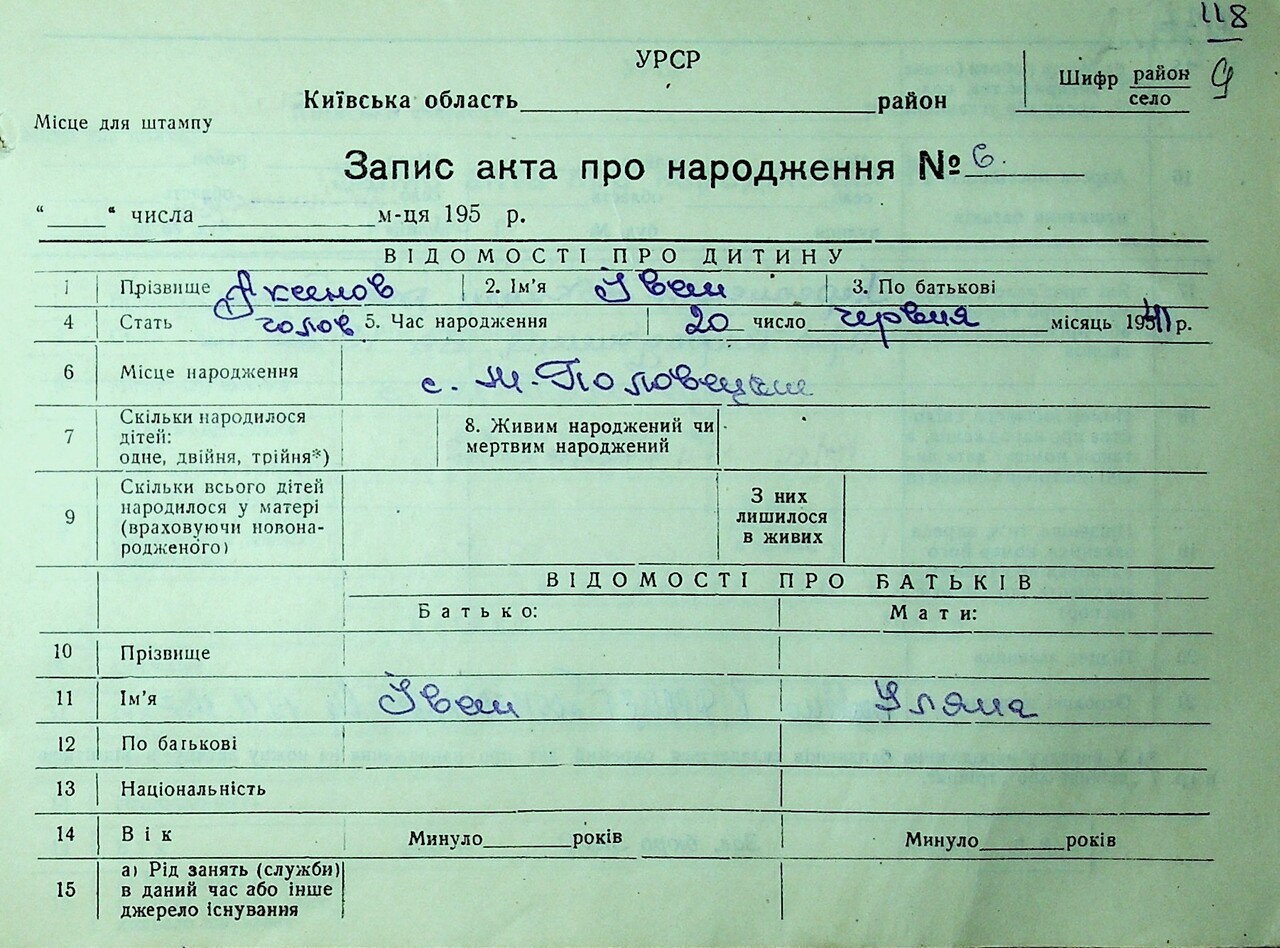 118
УРСР
Київська область район
Шифр район село 9
Місце для штампу
Запис акта про народження № 6.
“ “ числа м-ця 195 р.
ВІДОМОСТІ ПРО ДИТИНУ
1 Прізвище Аксенов 2. Ім'я Іван 3. По батькові
4 Стать чолов 5. Час народження 20 число червня місяць 1941 р.
6 Місце народження с. М-Половецьке
7 Скільки народилося дітей: одне, двійня, трійня*)
8. Живим народжений чи мертвим народжений
9 Скільки всього дітей народилося у матері (враховуючи новона-родженого)
З них лишилося в живих
ВІДОМОСТІ ПРО БАТЬКІВ
Батько: Мати:
10 Прізвище
11 Ім'я Іван Уляна
12 По батькові
13 Національність
14 Вік Минуло років Минуло років
15 а) Рід занять (служби) в даний час або інше джерело існування